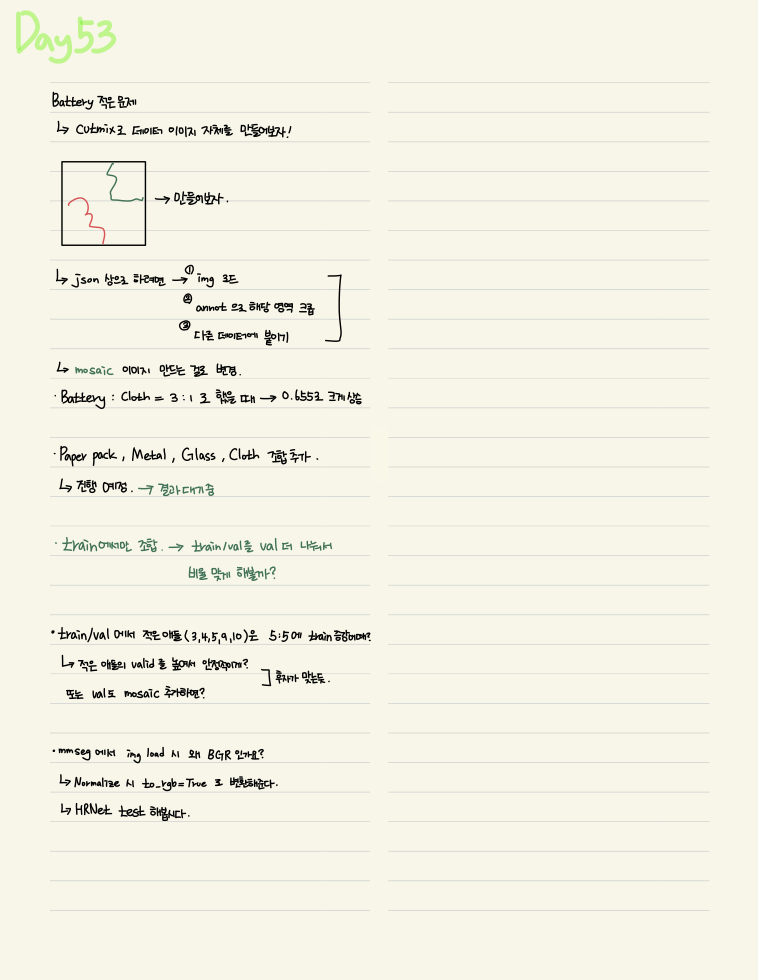 Day53
Battery 적은 문제
↳ Cutmix로 데이터 이미지 자체를 만들어보자!
→ 만들어보자.
↳ json 상으로 하려면 → ① img 로드
② annot 으로 해당 영역 크롭
③ 다른 데이터에 붙이기
↳ mosaic 이미지 만드는 걸로 변경.
· Battery : Cloth = 3 : 1 로 했을 때 → 0.655로 크게상승
· Paper pack, Metal, Glass, Cloth 조합 추가.
↳ 진행 예정. → 결과 대기중
· train에서만 조합. → train/val 을 val 더 나눠서
비율 맞게 해볼까?
· train/val 에서 적은 애들(3,4,5,9,10)은 5:5에 train 증강어때?
↳ 적은 애들의 valid 를 높여서 안정적이게?
또는 val도 mosaic 추가하면?
] 후자가 맞는듯.
· mmseg 에서 img load 시 왜 BGR 인가요?
↳ Normalize 시 to_rgb=True 로 변환해준다.
↳ HRNet test 해봅시다.